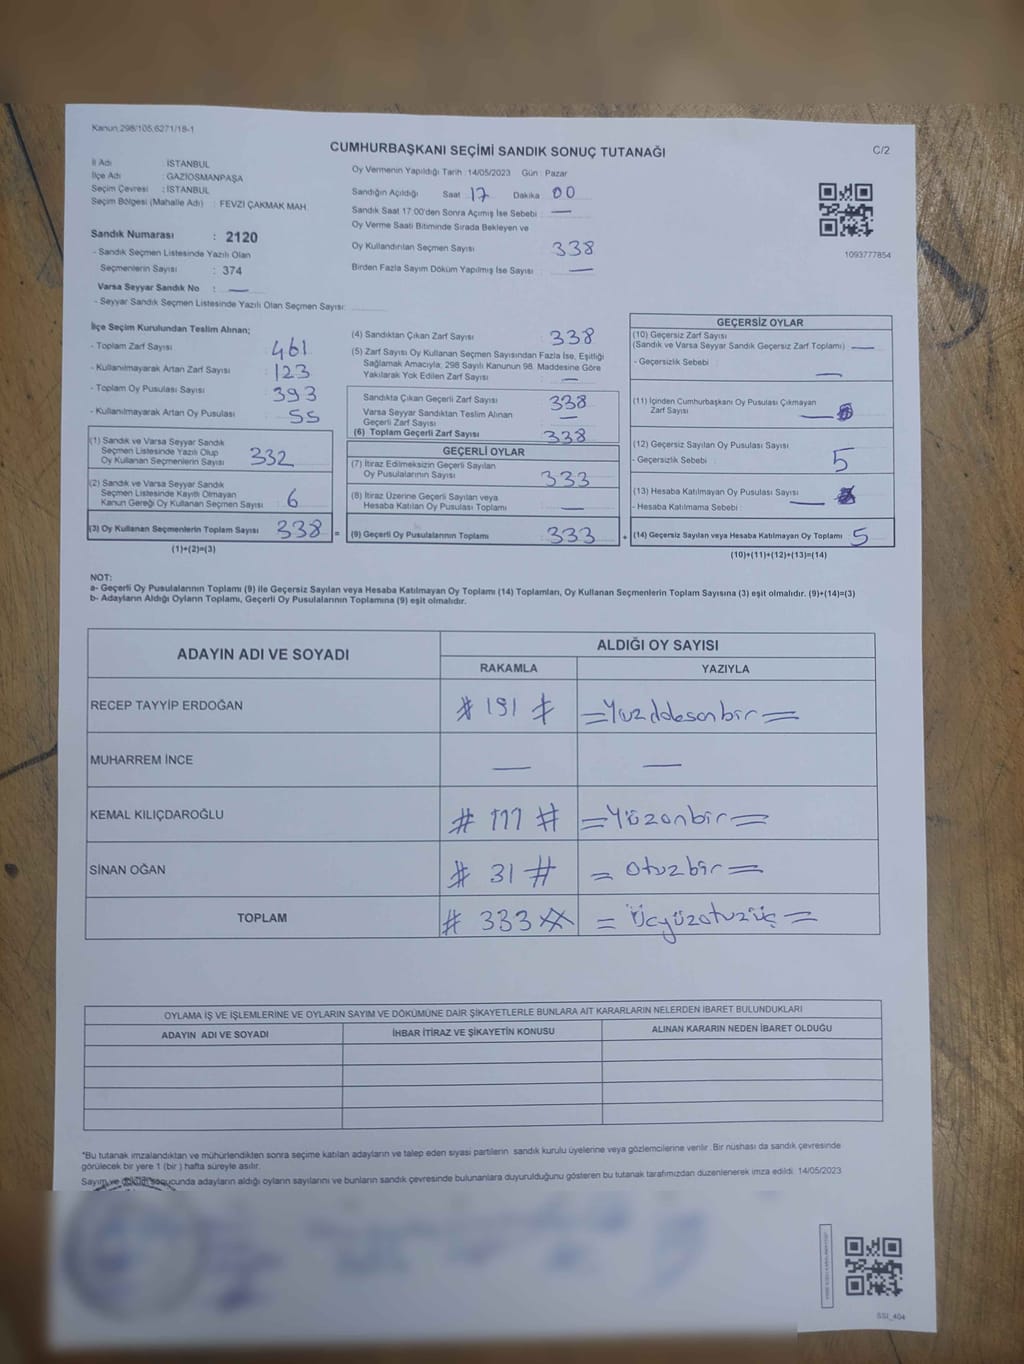 Kanun 298/105,6271/18-1
CUMHURBAŞKANI SEÇİMİ SANDIK SONUÇ TUTANAĞI
C/2
İl Adı : İSTANBUL
İlçe Adı : GAZİOSMANPAŞA
Seçim Çevresi : İSTANBUL
Seçim Bölgesi (Mahalle Adı) : FEVZİ ÇAKMAK MAH.
Sandık Numarası : 2120
- Sandık Seçmen Listesinde Yazılı Olan
Seçmenlerin Sayısı : 374
Varsa Seyyar Sandık No : —
- Seyyar Sandık Seçmen Listesinde Yazılı Olan Seçmen Sayısı:
Oy Vermenin Yapıldığı Tarih :14/05/2023 Gün : Pazar
Sandığın Açıldığı Saat : 17 Dakika : 00
Sandık Saat 17:00'den Sonra Açımış İse Sebebi : —
Oy Verme Saati Bitiminde Sırada Bekleyen ve
Oy Kullandırılan Seçmen Sayısı 338
Birden Fazla Sayım Döküm Yapılmış İse Sayısı —
1093777854
İlçe Seçim Kurulundan Teslim Alınan;
- Toplam Zarf Sayısı 461
- Kullanılmayarak Artan Zarf Sayısı : 123
- Toplam Oy Pusulası Sayısı 393
- Kullanılmayarak Artan Oy Pusulası : 55
(1) Sandık ve Varsa Seyyar Sandık
Seçmen Listesinde Yazılı Olup
Oy Kullanan Seçmenlerin Sayısı 332
(2) Sandık ve Varsa Seyyar Sandık
Seçmen Listesinde Kayıtlı Olmayan
Kanun Gereği Oy Kullanan Seçmen Sayısı 6
(3) Oy Kullanan Seçmenlerin Toplam Sayısı 338 =
(1)+(2)=(3)
(4) Sandıktan Çıkan Zarf Sayısı 338
(5) Zarf Sayısı Oy Kullanan Seçmen Sayısından Fazla İse, Eşitliği
Sağlamak Amacıyla; 298 Sayılı Kanunun 98. Maddesine Göre
Yakılarak Yok Edilen Zarf Sayısı —
Sandıkta Çıkan Geçerli Zarf Sayısı 338
Varsa Seyyar Sandıktan Teslim Alınan
Geçerli Zarf Sayısı —
(6) Toplam Geçerli Zarf Sayısı 338
GEÇERLİ OYLAR
(7) İtiraz Edilmeksizin Geçerli Sayılan
Oy Pusulalarının Sayısı 333
(8) İtiraz Üzerine Geçerli Sayılan veya
Hesaba Katılan Oy Pusulası Toplamı —
(9) Geçerli Oy Pusulalarının Toplamı 333 +
GEÇERSİZ OYLAR
(10) Geçersiz Zarf Sayısı
(Sandık ve Varsa Seyyar Sandık Geçersiz Zarf Toplamı) —
- Geçersizlik Sebebi —
(11) İçinden Cumhurbaşkanı Oy Pusulası Çıkmayan
Zarf Sayısı —
(12) Geçersiz Sayılan Oy Pusulası Sayısı
- Geçersizlik Sebebi : 5
(13) Hesaba Katılmayan Oy Pusulası Sayısı —
- Hesaba Katılmama Sebebi
(14) Geçersiz Sayılan veya Hesaba Katılmayan Oy Toplamı 5
(10)+(11)+(12)+(13)=(14)
NOT:
a- Geçerli Oy Pusulalarının Toplamı (9) ile Geçersiz Sayılan veya Hesaba Katılmayan Oy Toplamı (14) Toplamları, Oy Kullanan Seçmenlerin Toplam Sayısına (3) eşit olmalıdır. (9)+(14)=(3)
b- Adayların Aldığı Oyların Toplamı, Geçerli Oy Pusulalarının Toplamına (9) eşit olmalıdır.
ADAYIN ADI VE SOYADI ALDIĞI OY SAYISI
RAKAMLA YAZIYLA
RECEP TAYYİP ERDOĞAN # 191 # =Yüzdoksanbir=
MUHARREM İNCE — —
KEMAL KILIÇDAROĞLU # 111 # =Yüzonbir=
SİNAN OĞAN # 31 # = Otuzbir=
TOPLAM # 333 # = Üçyüzotuzüç =
OYLAMA İŞ VE İŞLEMLERİNE VE OYLARIN SAYIM VE DÖKÜMÜNE DAİR ŞİKAYETLERLE BUNLARA AİT KARARLARIN NELERDEN İBARET BULUNDUKLARI
ADAYIN ADI VE SOYADI İHBAR İTİRAZ VE ŞİKAYETİN KONUSU ALINAN KARARIN NEDEN İBARET OLDUĞU
*Bu tutanak imzalandıktan ve mühürlendikten sonra seçime katılan adayların ve talep eden siyasi partilerin sandık kurulu üyelerine veya gözlemcilerine verilir. Bir nüshası da sandık çevresinde
görülecek bir yere 1 (bir ) hafta süreyle asılır.
Sayım ve döküm sonucunda adayların aldığı oyların sayılarını ve bunların sandık çevresinde bulunanlara duyurulduğunu gösteren bu tutanak tarafımızdan düzenlenerek imza edildi. 14/05/2023
SSI_404